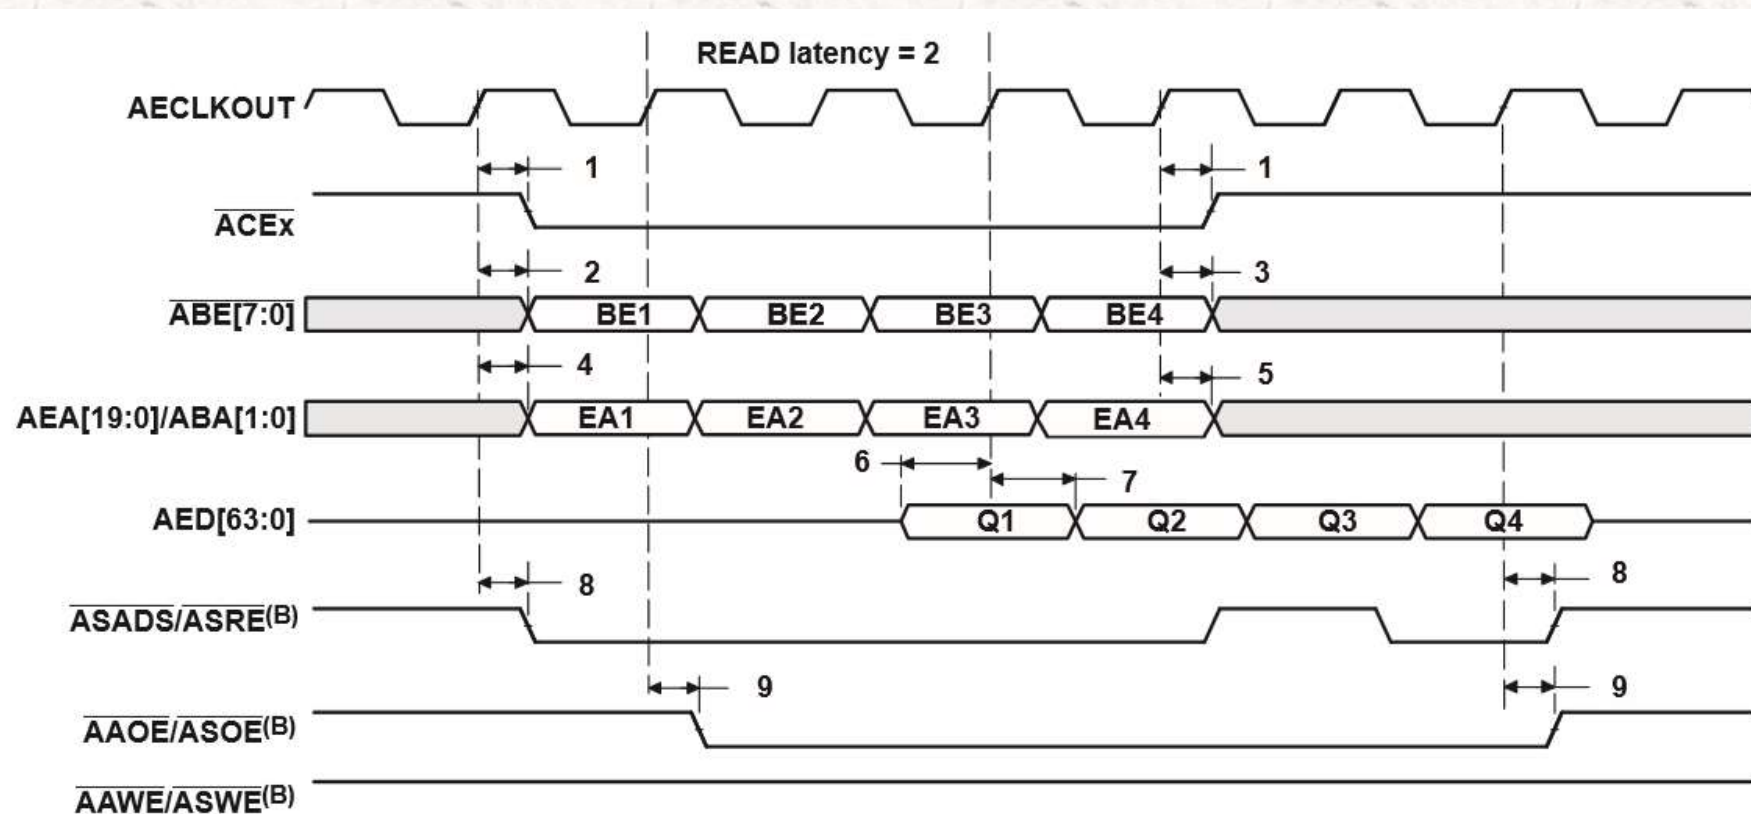 READ latency = 2
AECLKOUT
1 1
ACEx
2 3
ABE[7:0] BE1 BE2 BE3 BE4
4 5
AEA[19:0]/ABA[1:0] EA1 EA2 EA3 EA4
6 7
AED[63:0] Q1 Q2 Q3 Q4
8 8
ASADS/ASRE(B)
9 9
AAOE/ASOE(B)
AAWE/ASWE(B)